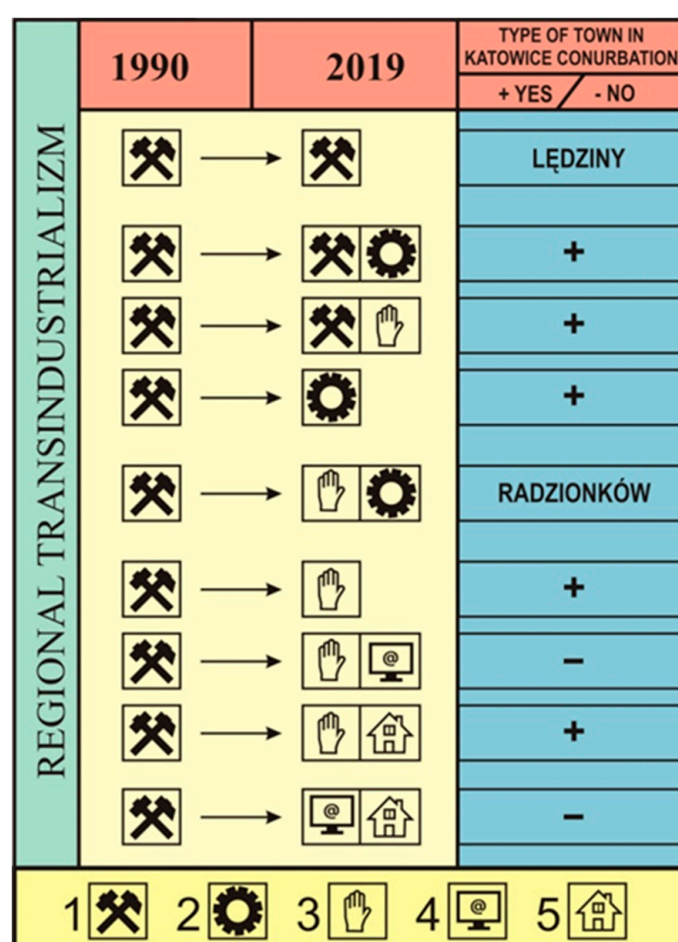 REGIONAL TRANSINDUSTRIALIZM
1990
2019
TYPE OF TOWN IN
KATOWICE CONURBATION
+ YES / - NO
LĘDZINY
+
+
+
RADZIONKÓW
+
@
–
+
@
–
1 2 3 4 @ 5